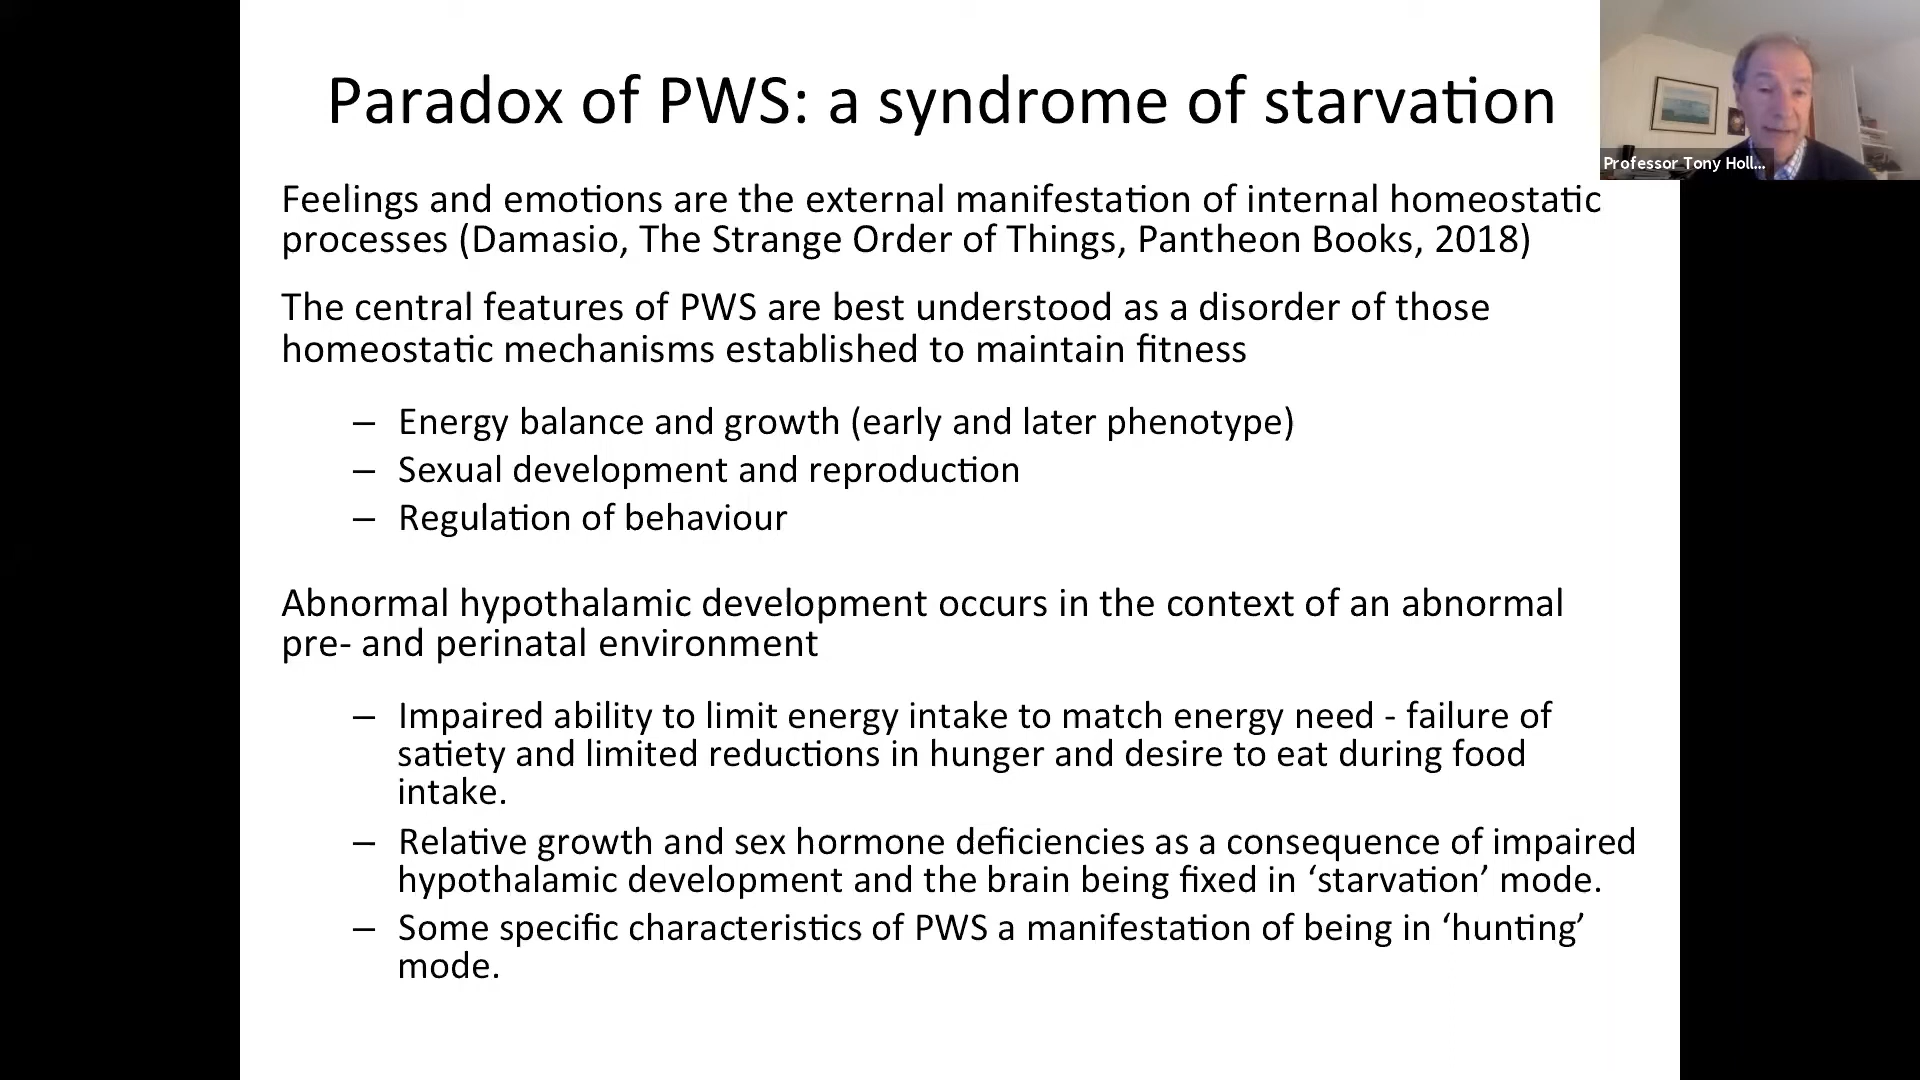 Paradox of PWS: a syndrome of starvation
Professor Tony Holl...
Feelings and emotions are the external manifestation of internal homeostatic
processes (Damasio, The Strange Order of Things, Pantheon Books, 2018)
The central features of PWS are best understood as a disorder of those
homeostatic mechanisms established to maintain fitness
– Energy balance and growth (early and later phenotype)
– Sexual development and reproduction
– Regulation of behaviour
Abnormal hypothalamic development occurs in the context of an abnormal
pre- and perinatal environment
– Impaired ability to limit energy intake to match energy need - failure of
satiety and limited reductions in hunger and desire to eat during food
intake.
– Relative growth and sex hormone deficiencies as a consequence of impaired
hypothalamic development and the brain being fixed in ‘starvation’ mode.
– Some specific characteristics of PWS a manifestation of being in ‘hunting’
mode.